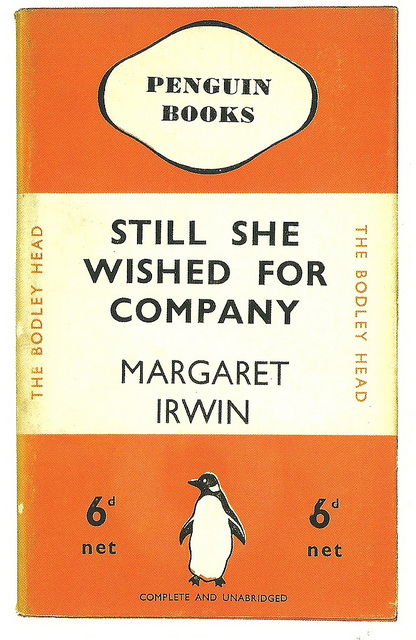 PENGUIN
BOOKS
THE BODLEY HEAD
STILL SHE
WISHED FOR
COMPANY
MARGARET
IRWIN
THE BODLEY HEAD
6d
net
6d
net
COMPLETE AND UNABRIDGED